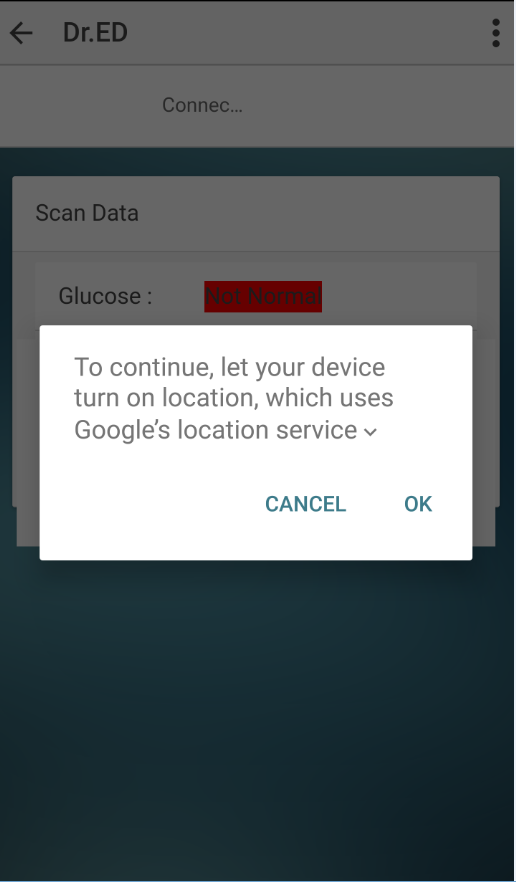 Dr.ED
Connec...
Scan Data
Glucose : Not Normal
To continue, let your device
turn on location, which uses
Google’s location service
CANCEL OK